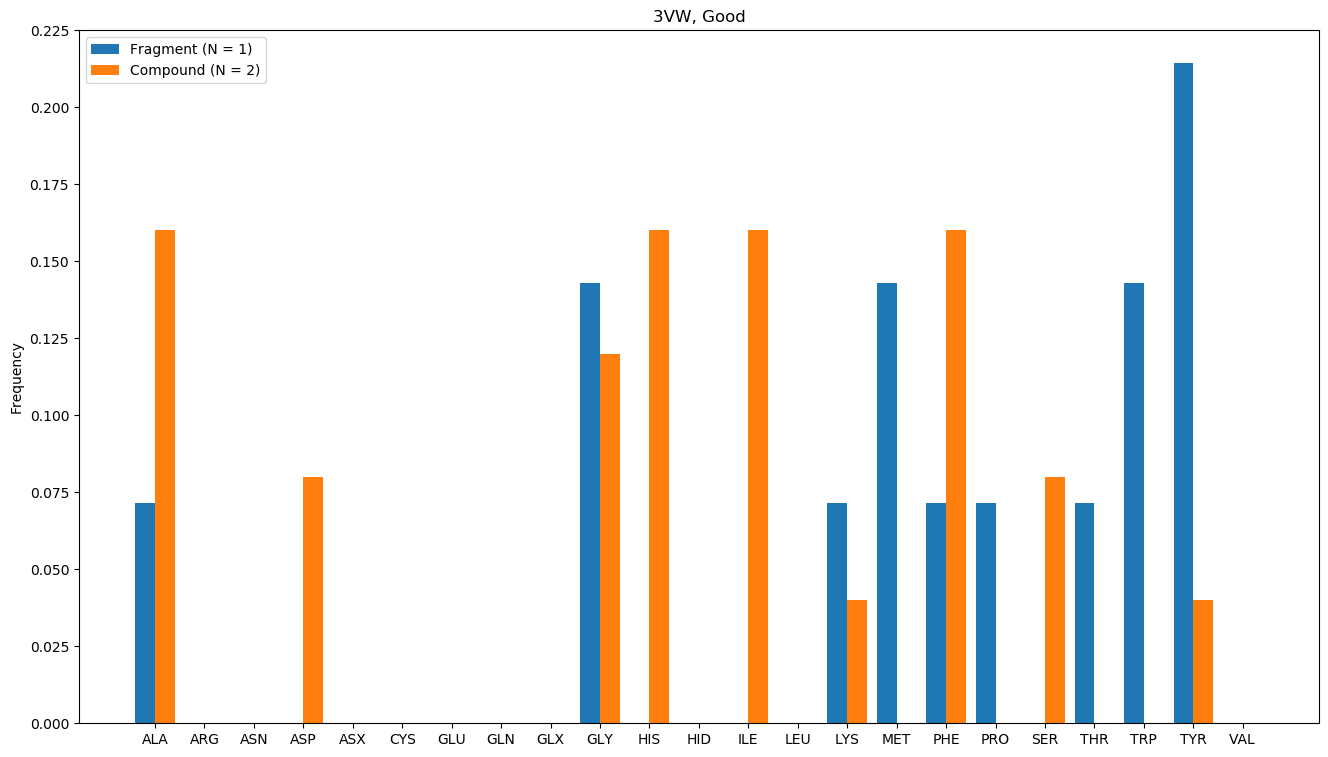 3VW, Good
Fragment (N = 1)
Compound (N = 2)
Frequency
0.225
0.200
0.175
0.150
0.125
0.100
0.075
0.050
0.025
0.000
ALA ARG ASN ASP ASX CYS GLU GLN GLX GLY HIS HID ILE LEU LYS MET PHE PRO SER THR TRP TYR VAL